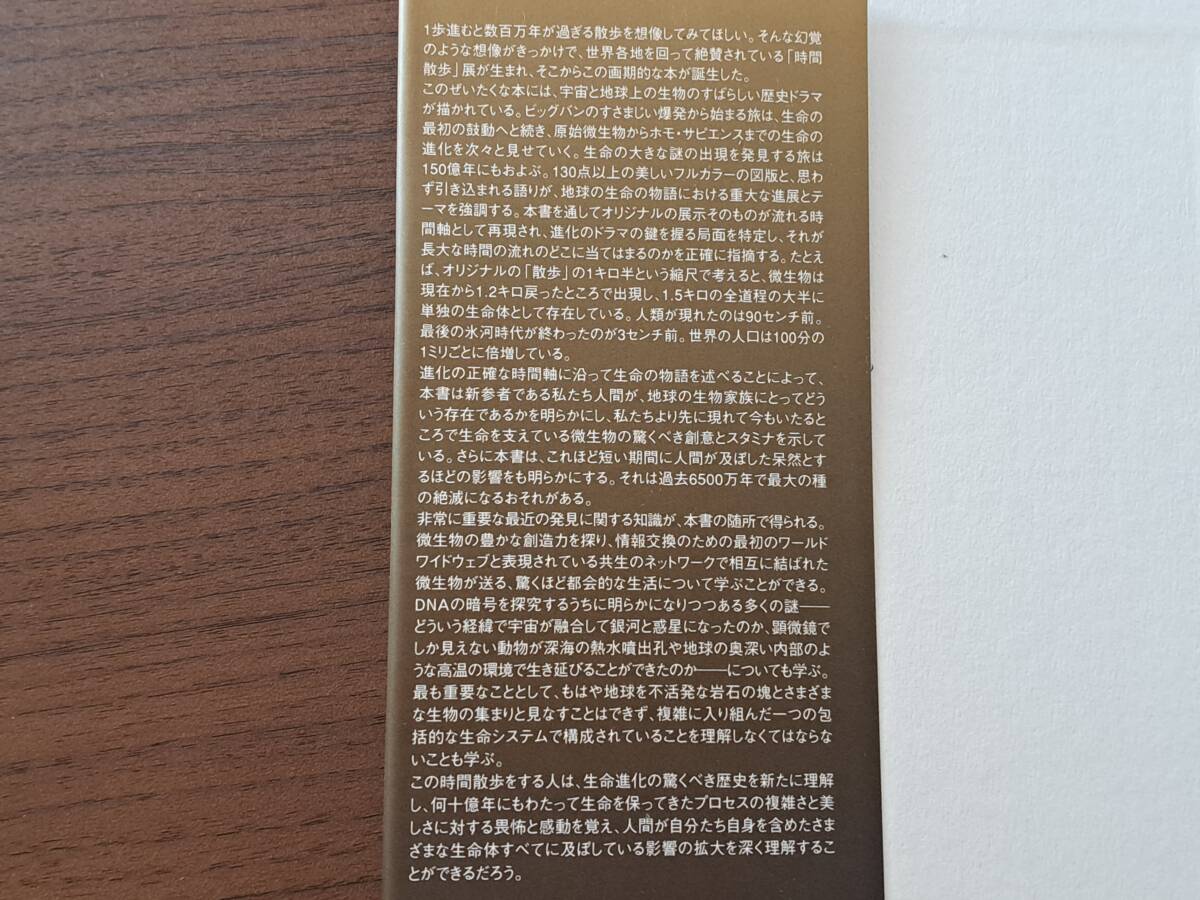 1歩進むと数百万年が過ぎる散歩を想像してみてほしい。そんな幻覚
のような想像がきっかけで、世界各地を回って絶賛されている「時間
散歩」展が生まれ、そこからこの画期的な本が誕生した。
このぜいたくな本には、宇宙と地球上の生物のすばらしい歴史ドラマ
が描かれている。ビッグバンのすさまじい爆発から始まる旅は、生命の
最初の鼓動へと続き、原始微生物からホモ・サピエンスまでの生命の
進化を次々と見せていく。生命の大きな謎の出現を発見する旅は
150億年にもおよぶ。130点以上の美しいフルカラーの図版と、思わ
ず引き込まれる語りが、地球の生命の物語における重大な進展とテ
ーマを強調する。本書を通してオリジナルの展示そのものが流れる時
間軸として再現され、進化のドラマの鍵を握る局面を特定し、それが
長大な時間の流れのどこに当てはまるのかを正確に指摘する。たとえ
ば、オリジナルの「散歩」の1キロ半という縮尺で考えると、微生物は
現在から1.2キロ戻ったところで出現し、1.5キロの全道程の大半に
単独の生命体として存在している。人類が現れたのは90センチ前。
最後の氷河時代が終わったのが3センチ前。世界の人口は100分の
1ミリごとに倍増している。
進化の正確な時間軸に沿って生命の物語を述べることによって、
本書は新参者である私たち人間が、地球の生物家族にとってどう
いう存在であるかを明らかにし、私たちより先に現れて今もいたると
ころで生命を支えている微生物の驚くべき創意とスタミナを示して
いる。さらに本書は、これほど短い期間に人間が及ぼした呆然とす
るほどの影響をも明らかにする。それは過去6500万年で最大の種
の絶滅になるおそれがある。
非常に重要な最近の発見に関する知識が、本書の随所で得られる。
微生物の豊かな創造力を探り、情報交換のための最初のワールド
ワイドウェブと表現されている共生のネットワークで相互に結ばれた
微生物が送る、驚くほど都会的な生活について学ぶことができる。
DNAの暗号を探究するうちに明らかになりつつある多くの謎――
どういう経緯で宇宙が融合して銀河と惑星になったのか、顕微鏡で
しか見えない動物が深海の熱水噴出孔や地球の奥深い内部のよ
うな高温の環境で生き延びることができたのか――についても学ぶ。
最も重要なこととして、もはや地球を不活発な岩石の塊とさまざま
な生物の集まりと見なすことはできず、複雑に入り組んだ一つの包
括的な生命システムで構成されていることを理解しなくてはならな
いことも学ぶ。
この時間散歩をする人は、生命進化の驚くべき歴史を新たに理解
し、何十億年にもわたって生命を保ってきたプロセスの複雑さと美
しさに対する畏怖と感動を覚え、人間が自分たち自身を含めたさま
ざまな生命体すべてに及ぼしている影響の拡大を深く理解するこ
とができるだろう。